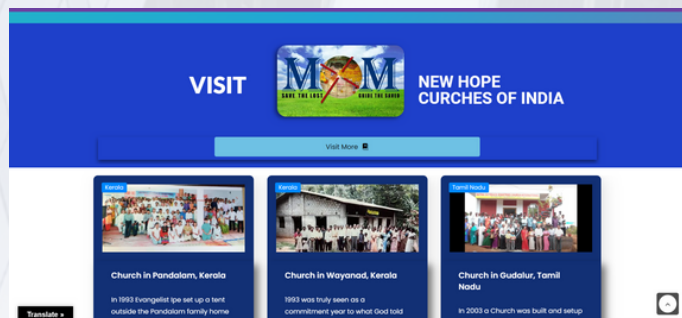 VISIT
MOM
SAVE THE LOST
GUIDE THE SAVED
NEW HOPE
CURCHES OF INDIA
Visit More
Kerala
Church in Pandalam, Kerala
In 1993 Evangelist Ipe set up a tent
outside the Pandalam family home
Kerala
Church in Wayanad, Kerala
1993 was truly seen as a
commitment year to what God told
Tamil Nadu
Church in Gudalur, Tamil
Nadu
In 2003 a Church was built and setup
Translate »